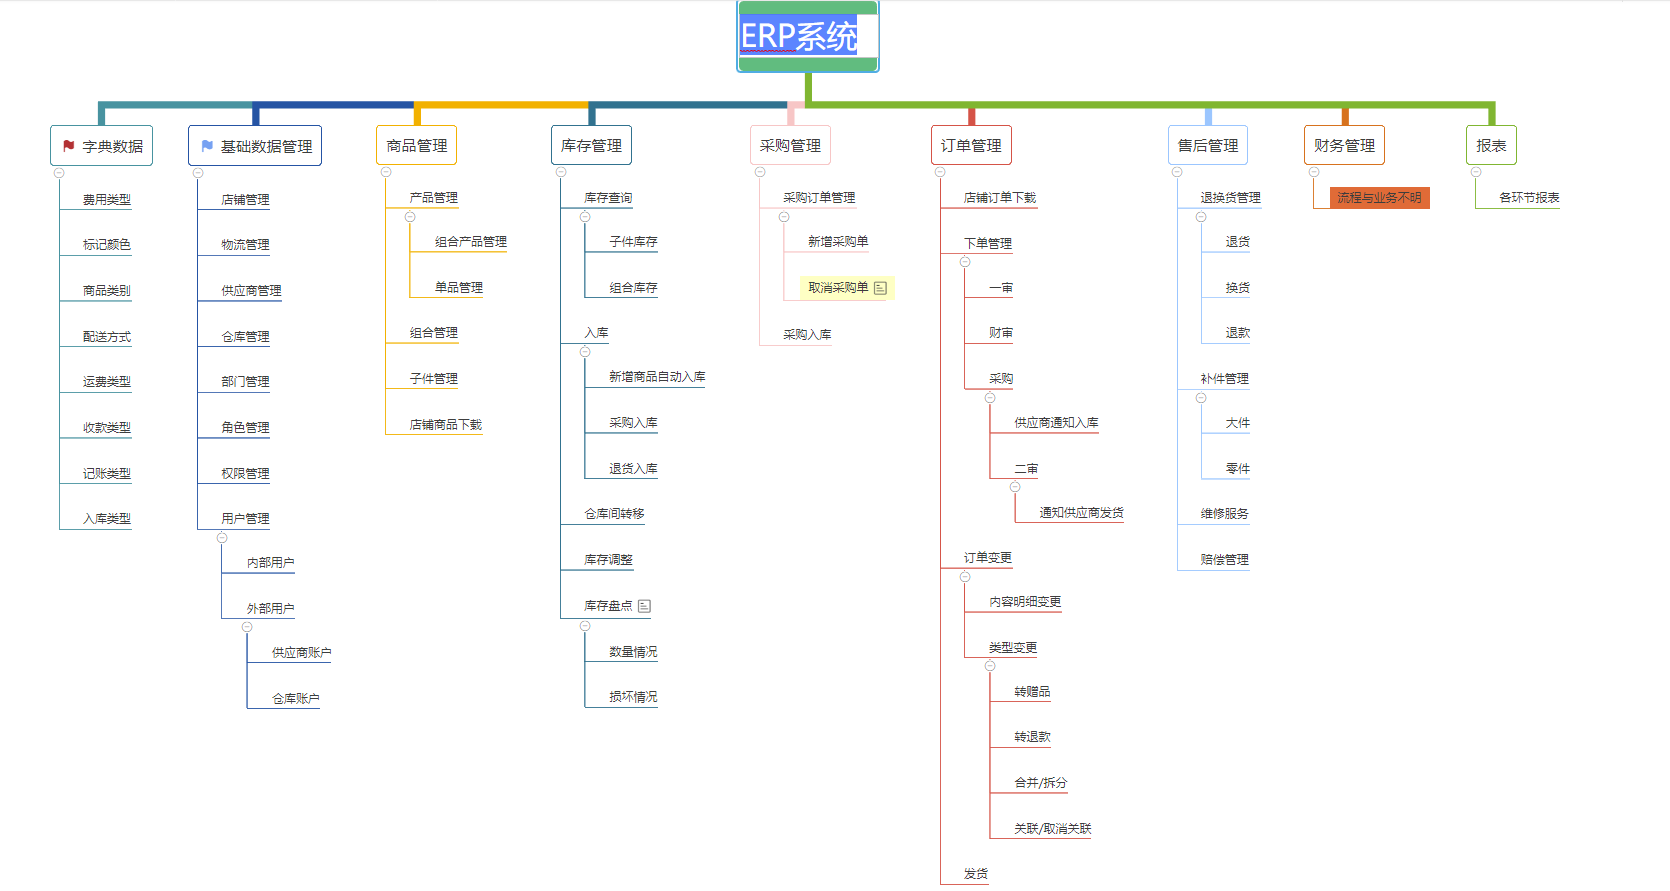 ERP系统
字典数据
费用类型
标记颜色
商品类别
配送方式
运费类型
收款类型
记账类型
入库类型
基础数据管理
店铺管理
物流管理
供应商管理
仓库管理
部门管理
角色管理
权限管理
用户管理
内部用户
外部用户
供应商账户
仓库账户
商品管理
产品管理
组合产品管理
单品管理
组合管理
子件管理
店铺商品下载
库存管理
库存查询
子件库存
组合库存
入库
新增商品自动入库
采购入库
退货入库
仓库间转移
库存调整
库存盘点
数量情况
损坏情况
采购管理
采购订单管理
新增采购单
取消采购单
采购入库
订单管理
店铺订单下载
下单管理
一审
财审
采购
供应商通知入库
二审
通知供应商发货
订单变更
内容明细变更
类型变更
转赠品
转退款
合并/拆分
关联/取消关联
发货
售后管理
退换货管理
退货
换货
退款
补件管理
大件
零件
维修服务
赔偿管理
财务管理
流程与业务不明
报表
各环节报表